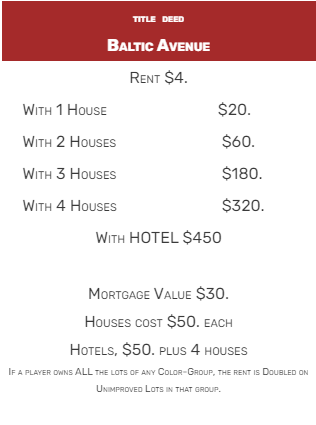 TITLE DEED
BALTIC AVENUE
RENT $4.
WITH 1 HOUSE $20.
WITH 2 HOUSES $60.
WITH 3 HOUSES $180.
WITH 4 HOUSES $320.
WITH HOTEL $450
MORTGAGE VALUE $30.
HOUSES COST $50. EACH
HOTELS, $50. PLUS 4 HOUSES
IF A PLAYER OWNS ALL THE LOTS OF ANY COLOR-GROUP, THE RENT IS DOUBLED ON
UNIMPROVED LOTS IN THAT GROUP.